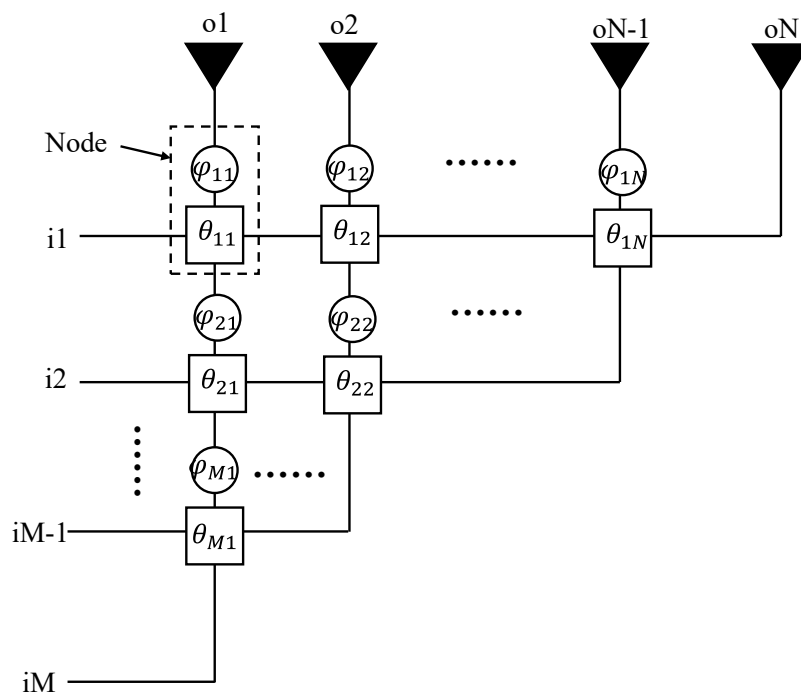 o1 o2 oN-1 oN
Node
φ11 φ12 ...... φ1N
i1 θ11 θ12 θ1N
φ21 φ22 ......
i2 θ21 θ22
φM1 ......
iM-1 θM1
iM